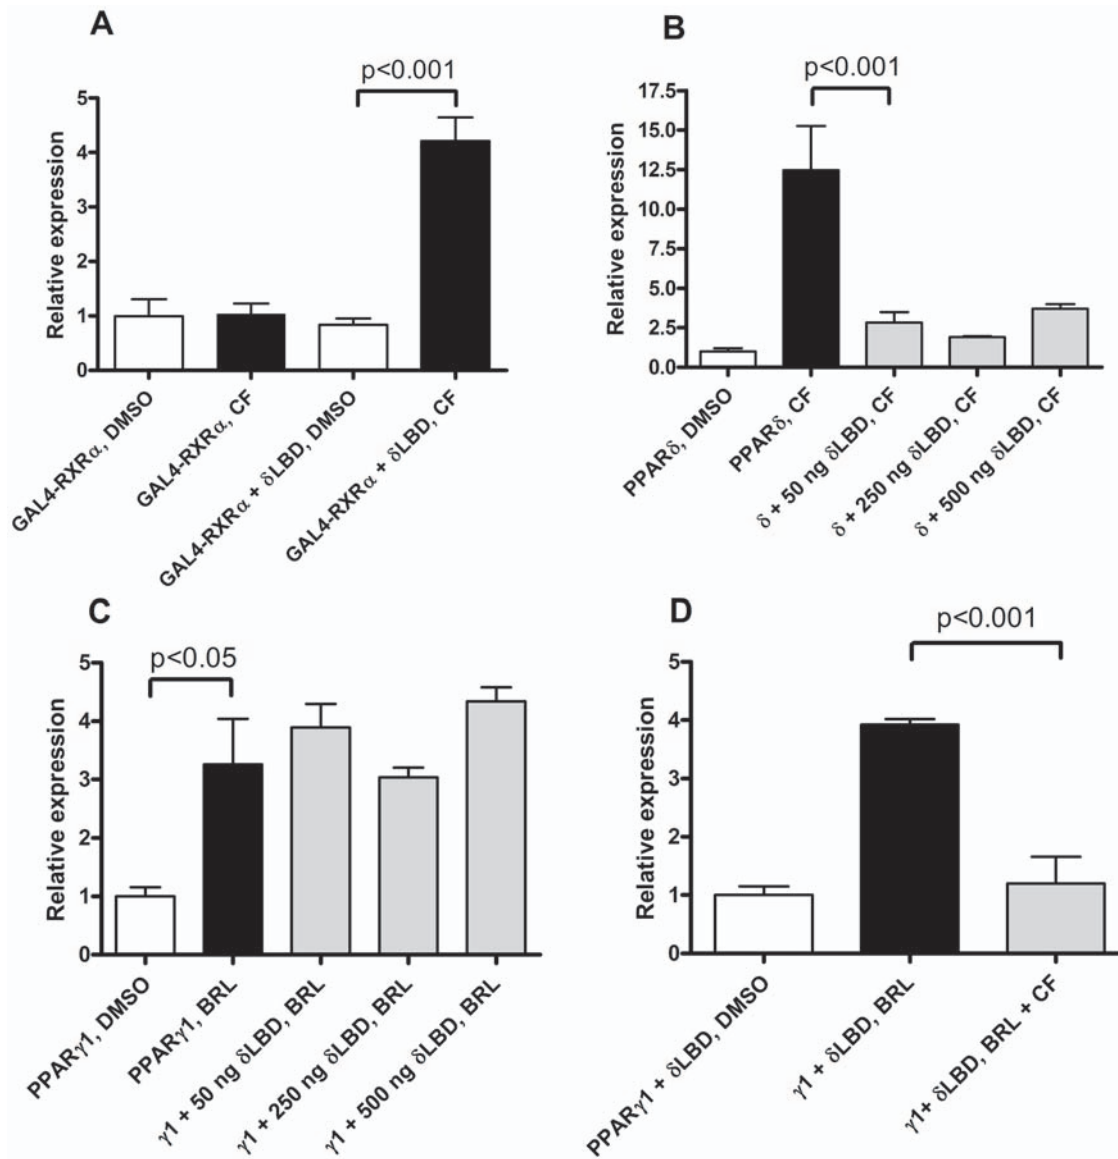 A
p<0.001
Relative expression
5
4
3
2
1
0
GAL4-RXRα, DMSO
GAL4-RXRα, CF
GAL4-RXRα + δLBD, DMSO
GAL4-RXRα + δLBD, CF
B
p<0.001
Relative expression
17.5
15.0
12.5
10.0
7.5
5.0
2.5
0.0
PPARδ, DMSO
PPARδ, CF
δ + 50 ng δLBD, CF
δ + 250 ng δLBD, CF
δ + 500 ng δLBD, CF
C
p<0.05
Relative expression
5
4
3
2
1
0
PPARγ1, DMSO
PPARγ1, BRL
γ1 + 50 ng δLBD, BRL
γ1 + 250 ng δLBD, BRL
γ1 + 500 ng δLBD, BRL
D
p<0.001
Relative expression
5
4
3
2
1
0
PPARγ1 + δLBD, DMSO
γ1 + δLBD, BRL
γ1+ δLBD, BRL + CF